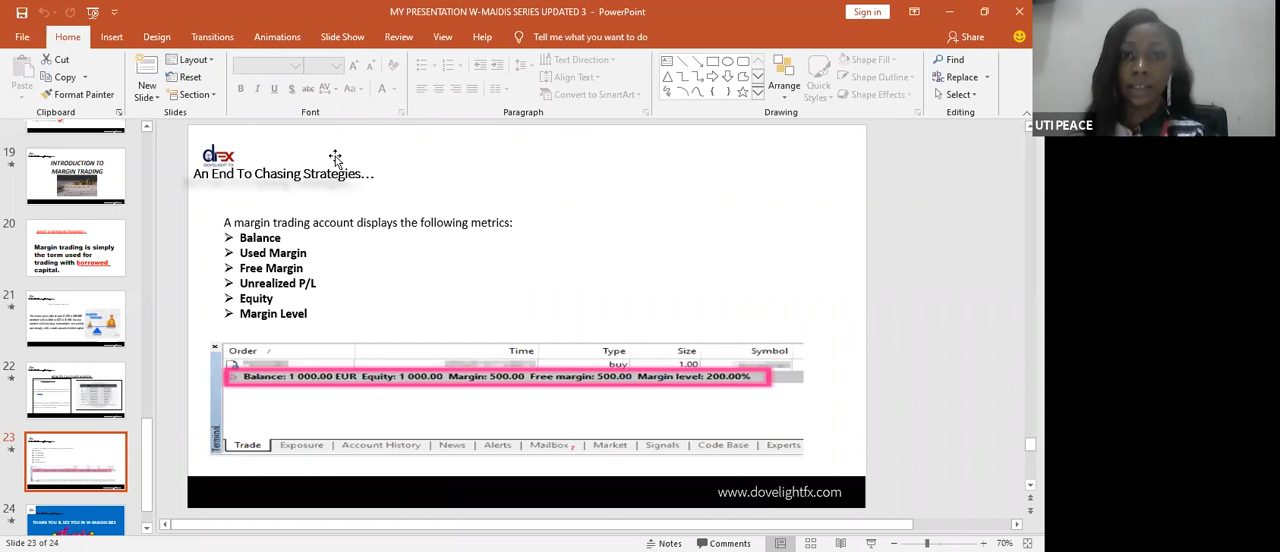 MY PRESENTATION W-MAIDIS SERIES UPDATED 3 - PowerPoint
Sign in
File Home Insert Design Transitions Animations Slide Show Review View Help Tell me what you want to do Share
Cut
Copy
Format Painter
Paste
Clipboard
New Slide
Layout
Reset
Section
Slides
B I U S abc AV Aa A
Font
Text Direction
Align Text
Convert to SmartArt
Paragraph
Arrange
Quick Styles
Shape Fill
Shape Outline
Shape Effects
Drawing
Find
Replace
Select
Editing
UTI PEACE
19
INTRODUCTION TO
MARGIN TRADING
20
Margin trading is simply
the term used for
trading with borrowed
capital.
21
22
23
24
DOVELIGHT FX
An End To Chasing Strategies...
A margin trading account displays the following metrics:
Balance
Used Margin
Free Margin
Unrealized P/L
Equity
Margin Level
Order / Time Type Size Symbol
buy 1.00
Balance: 1 000.00 EUR Equity: 1 000.00 Margin: 500.00 Free margin: 500.00 Margin level: 200.00%
Terminal
Trade Exposure Account History News Alerts Mailbox 7 Market Signals Code Base Experts
www.dovelightfx.com
Slide 23 of 24
Notes
Comments
70%